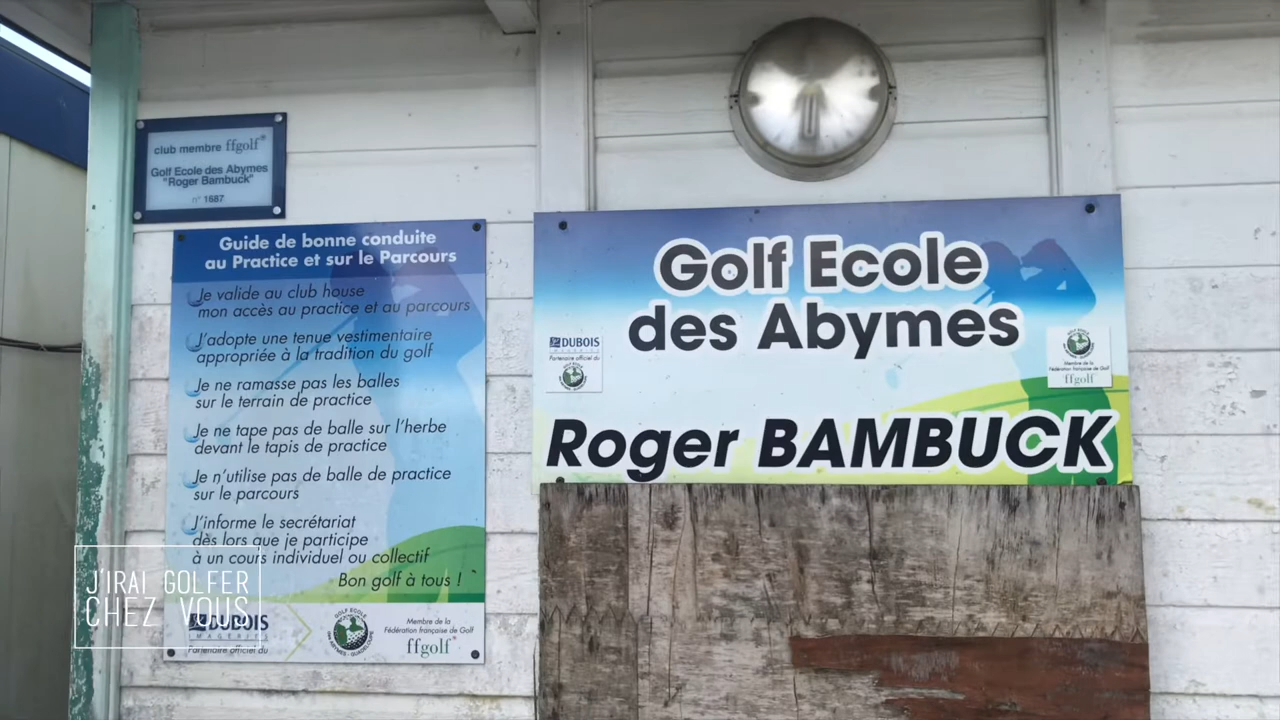 club membre ffgolf
Golf Ecole des Abymes
"Roger Bambuck"
n° 1687
Guide de bonne conduite
au Practice et sur le Parcours
Je valide au club house
mon accès au practice et au parcours
J'adopte une tenue vestimentaire
appropriée à la tradition du golf
Je ne ramasse pas les balles
sur le terrain de practice
Je ne tape pas de balle sur l'herbe
devant le tapis de practice
Je n'utilise pas de balle de practice
sur le parcours
J'informe le secrétariat
dès lors que je participe
à un cours individuel ou collectif
Bon golf à tous !
DUBOIS
IMAGERIES
Partenaire officiel du
GOLF ECOLE
Membre de la
Fédération française de Golf
ffgolf
J'IRAI GOLFER
CHEZ VOUS
Golf Ecole
des Abymes
Roger BAMBUCK
DUBOIS
Partenaire officiel du
Membre de la
Fédération française de Golf
ffgolf